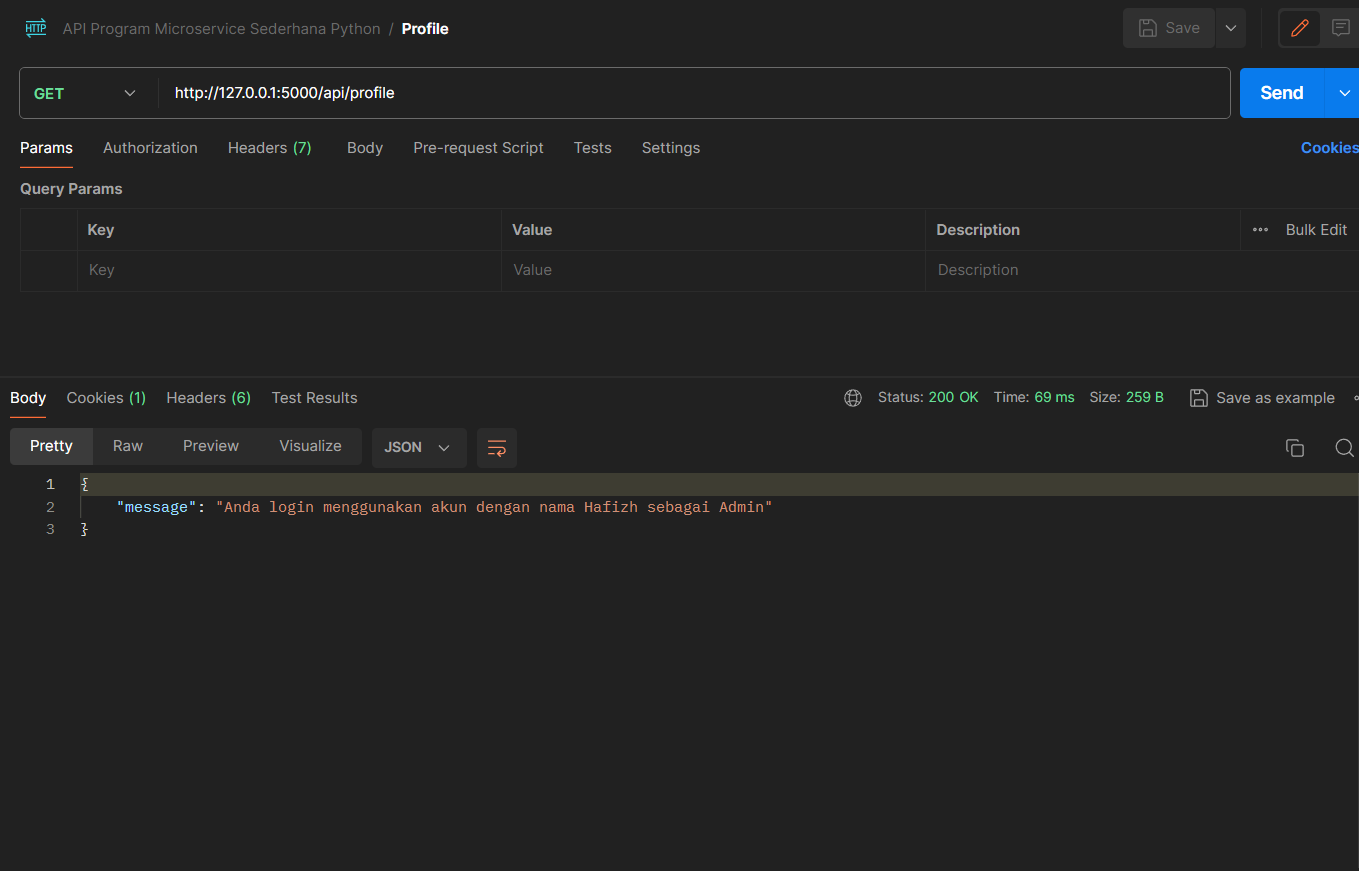 HTTP API Program Microservice Sederhana Python / Profile Save
GET http://127.0.0.1:5000/api/profile Send
Params Authorization Headers (7) Body Pre-request Script Tests Settings Cookies
Query Params
Key Value Description Bulk Edit
Key Value Description
Body Cookies (1) Headers (6) Test Results Status: 200 OK Time: 69 ms Size: 259 B Save as example
Pretty Raw Preview Visualize JSON
1 {
2 "message": "Anda login menggunakan akun dengan nama Hafizh sebagai Admin"
3 }